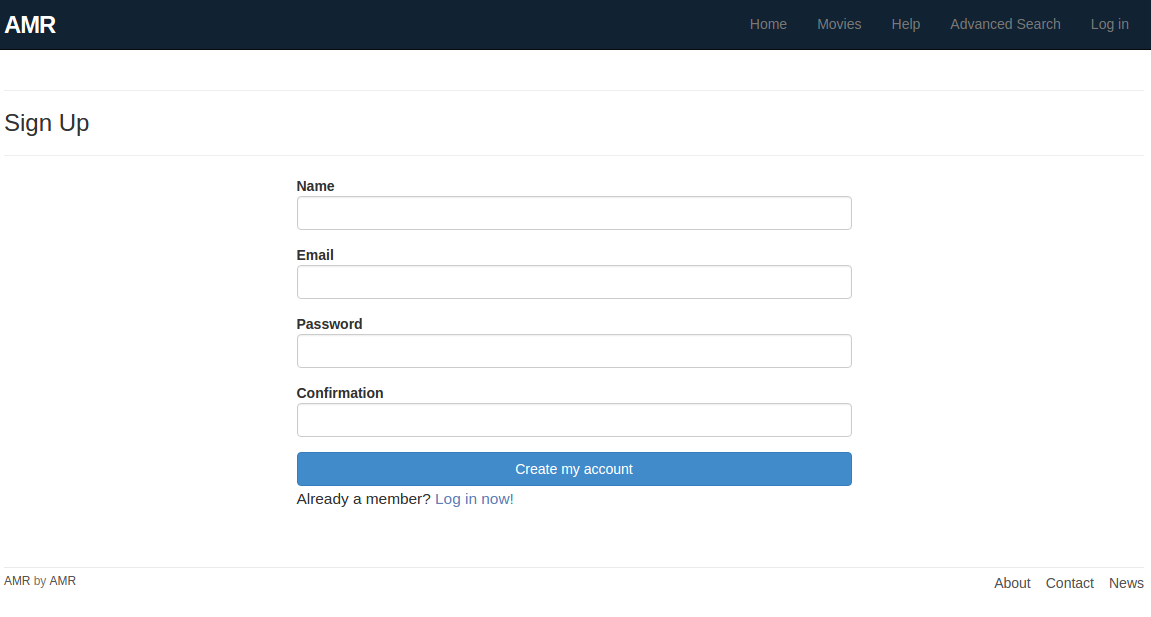 AMR Home Movies Help Advanced Search Log in
Sign Up
Name
Email
Password
Confirmation
Create my account
Already a member? Log in now!
AMR by AMR About Contact News